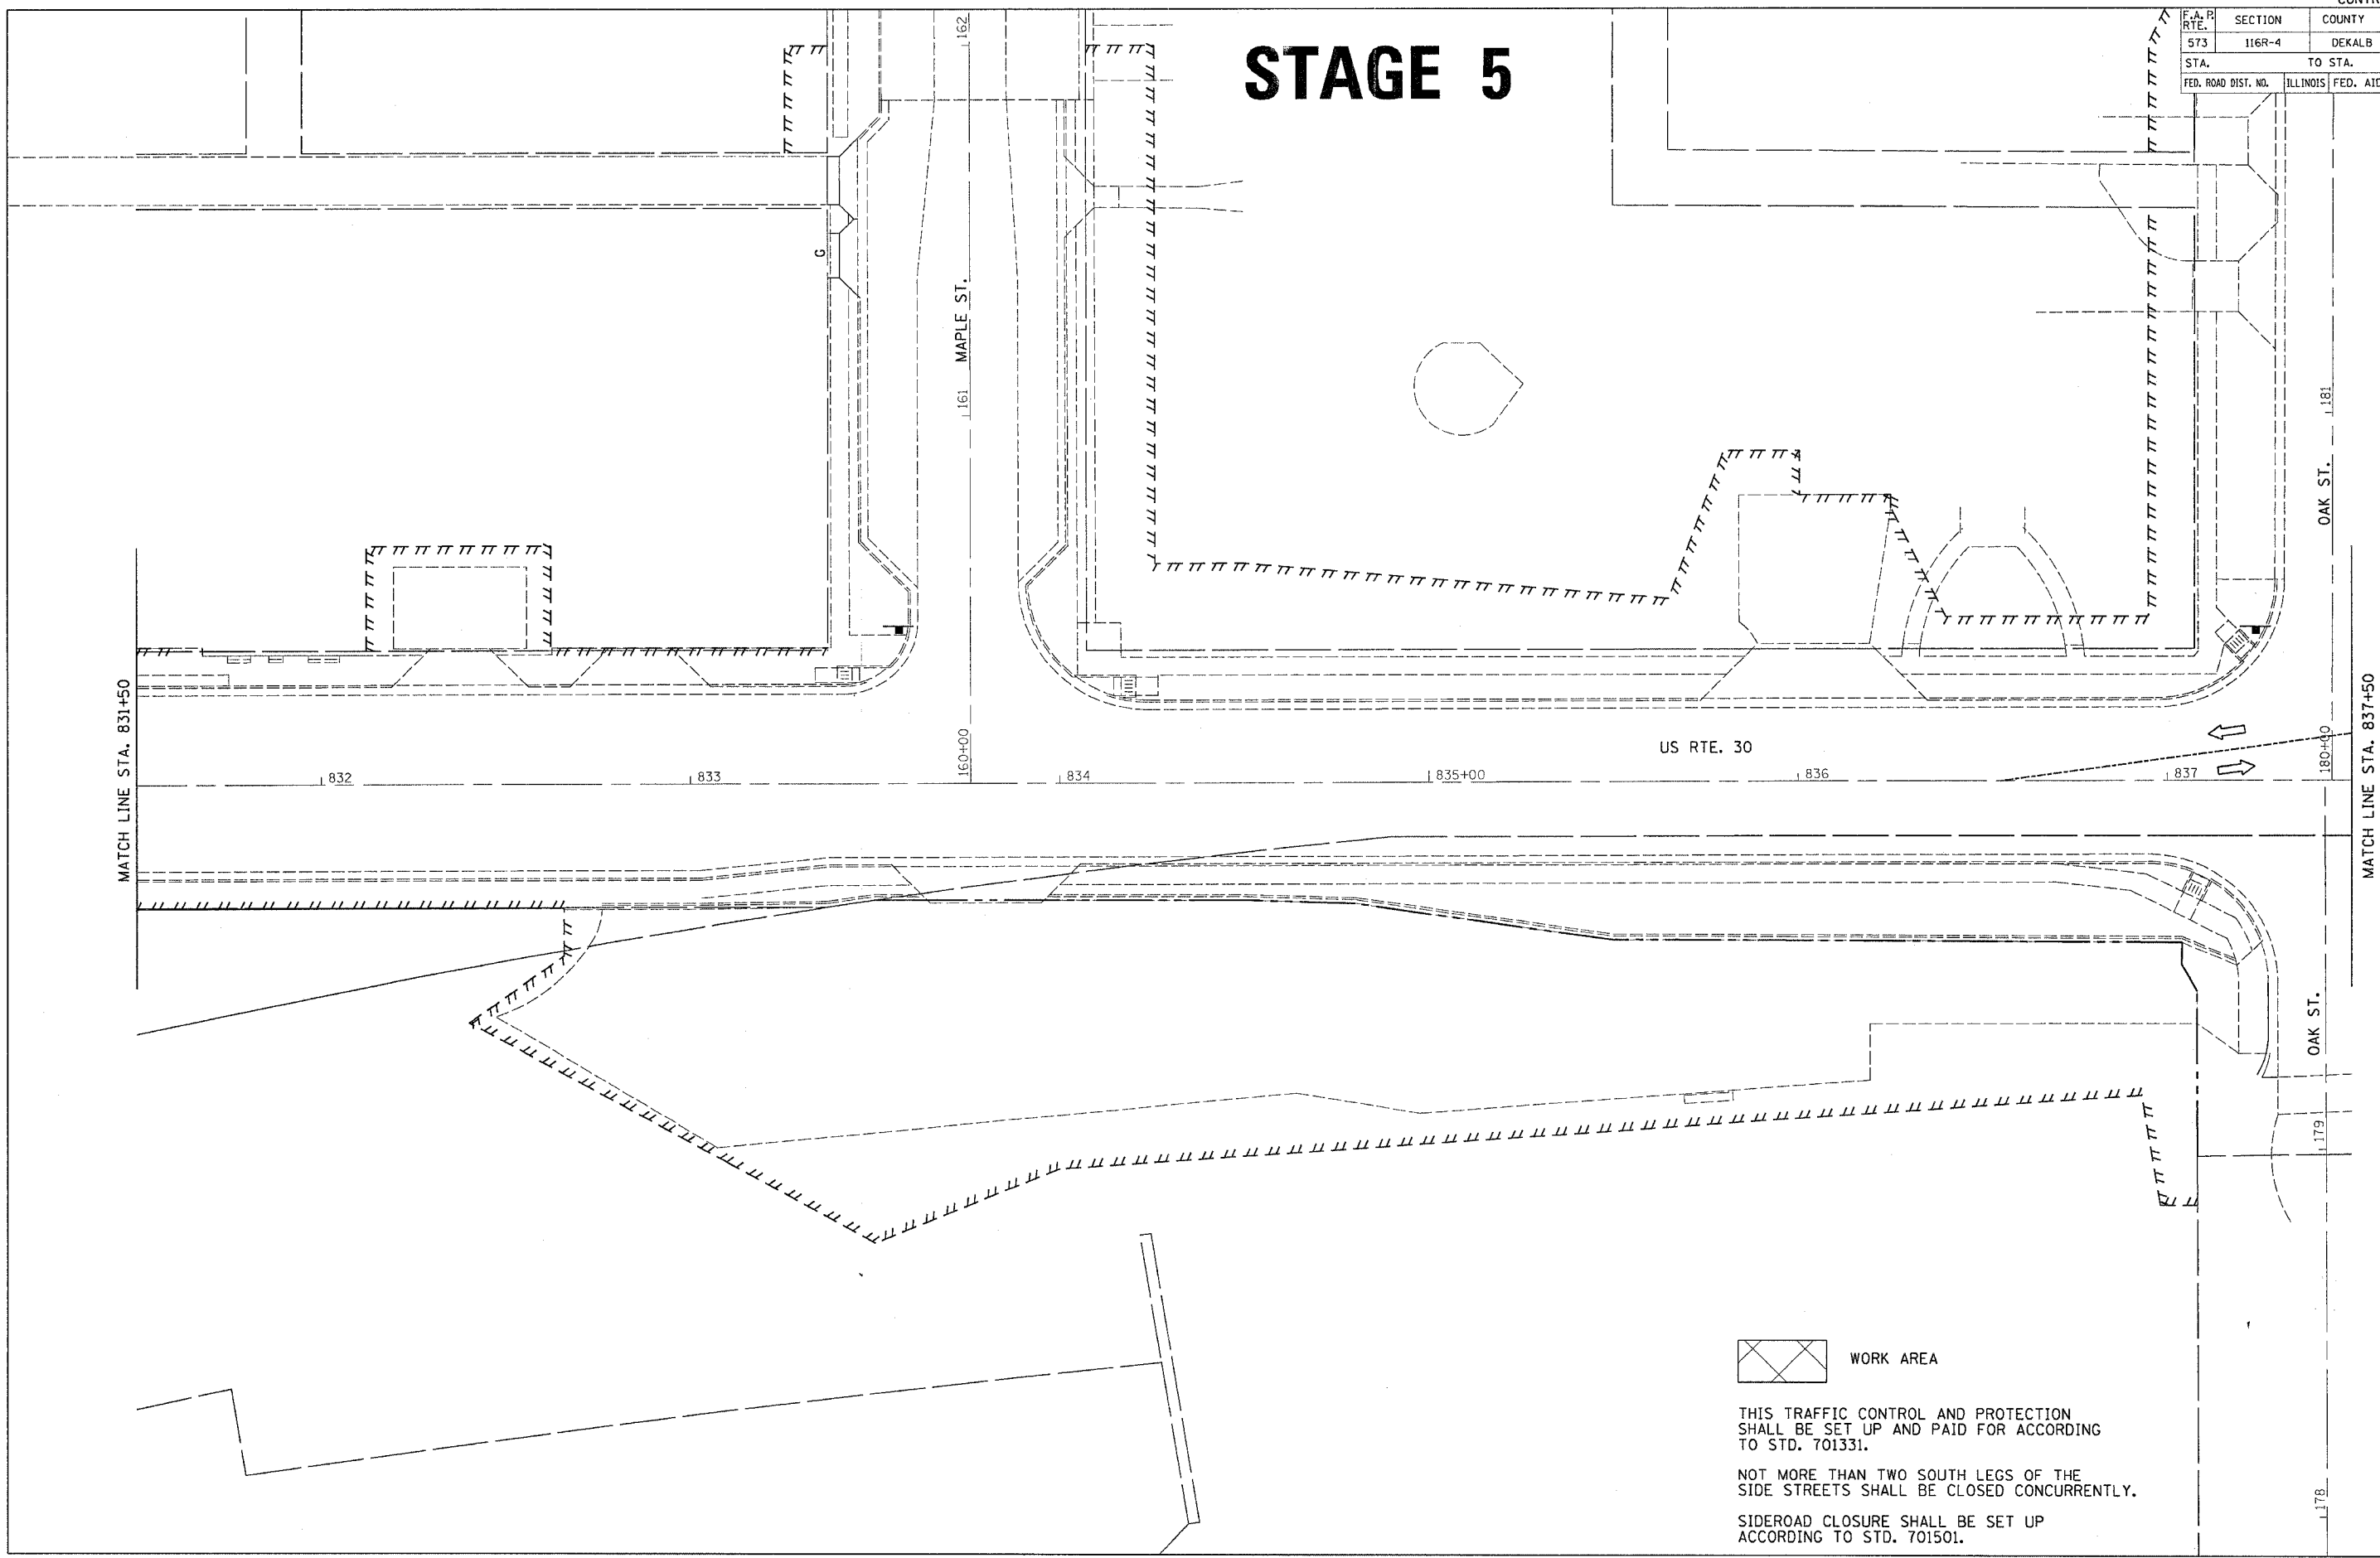 STAGE 5
F.A.P. RTE. SECTION COUNTY
573 116R-4 DEKALB
STA. TO STA.
FED. ROAD DIST. NO. ILLINOIS FED. AID
162
G
MAPLE ST.
161
181
OAK ST.
MATCH LINE STA. 831+50
MATCH LINE STA. 837+50
US RTE. 30
160+00
180+00
832
833
834
835+00
836
837
OAK ST.
179
178
WORK AREA
THIS TRAFFIC CONTROL AND PROTECTION
SHALL BE SET UP AND PAID FOR ACCORDING
TO STD. 701331.
NOT MORE THAN TWO SOUTH LEGS OF THE
SIDE STREETS SHALL BE CLOSED CONCURRENTLY.
SIDEROAD CLOSURE SHALL BE SET UP
ACCORDING TO STD. 701501.